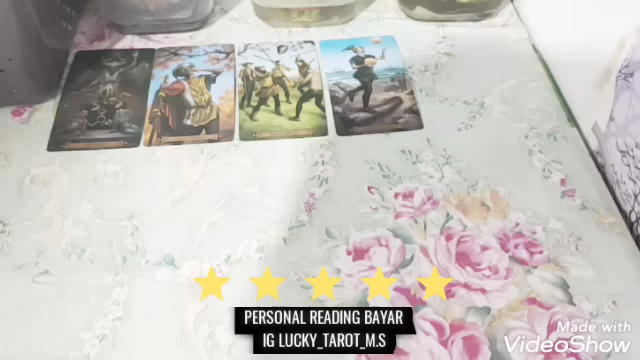 PERSONAL READING BAYAR
IG LUCKY_TAROT_M.S
Made with
VideoShow